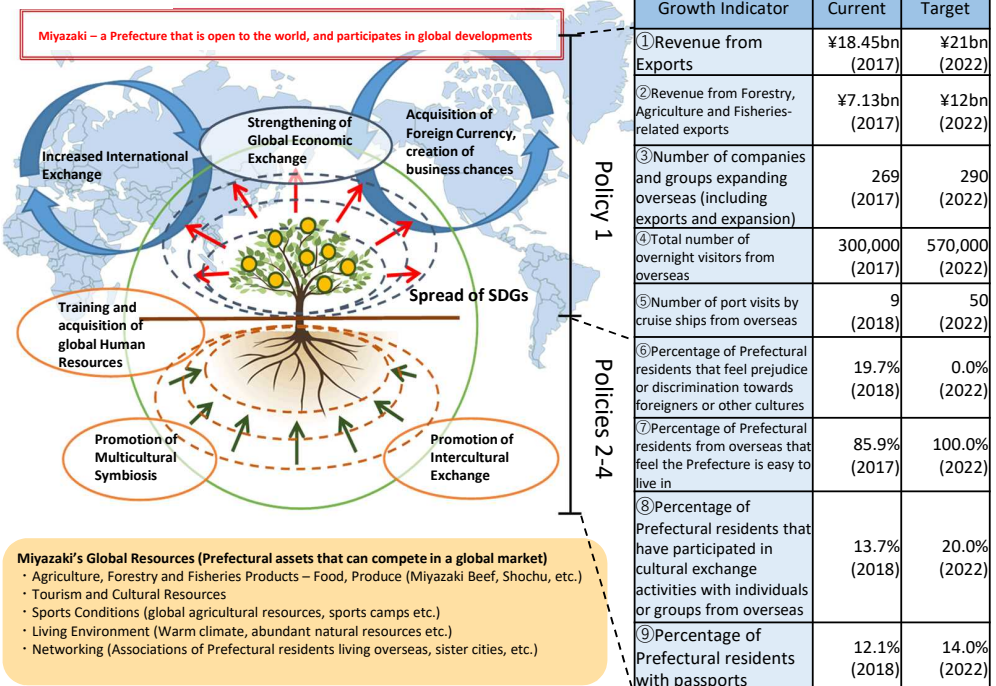 Miyazaki – a Prefecture that is open to the world, and participates in global developments
Increased International
Exchange
Strengthening of
Global Economic
Exchange
Acquisition of
Foreign Currency,
creation of
business chances
Spread of SDGs
Training and
acquisition of
global Human
Resources
Promotion of
Multicultural
Symbiosis
Promotion of
Intercultural
Exchange
Policy 1
Policies 2-4
Miyazaki's Global Resources (Prefectural assets that can compete in a global market)
・Agriculture, Forestry and Fisheries Products – Food, Produce (Miyazaki Beef, Shochu, etc.)
・Tourism and Cultural Resources
・Sports Conditions (global agricultural resources, sports camps etc.)
・Living Environment (Warm climate, abundant natural resources etc.)
・Networking (Associations of Prefectural residents living overseas, sister cities, etc.)
Growth Indicator Current Target
①Revenue from
Exports
¥18.45bn
(2017)
¥21bn
(2022)
②Revenue from Forestry,
Agriculture and Fisheries-
related exports
¥7.13bn
(2017)
¥12bn
(2022)
③Number of companies
and groups expanding
overseas (including
exports and expansion)
269
(2017)
290
(2022)
④Total number of
overnight visitors from
overseas
300,000
(2017)
570,000
(2022)
⑤Number of port visits by
cruise ships from overseas
9
(2018)
50
(2022)
⑥Percentage of Prefectural
residents that feel prejudice
or discrimination towards
foreigners or other cultures
19.7%
(2018)
0.0%
(2022)
⑦Percentage of Prefectural
residents from overseas that
feel the Prefecture is easy to
live in
85.9%
(2017)
100.0%
(2022)
⑧Percentage of
Prefectural residents that
have participated in
cultural exchange
activities with individuals
or groups from overseas
13.7%
(2018)
20.0%
(2022)
⑨Percentage of
Prefectural residents
with passports
12.1%
(2018)
14.0%
(2022)